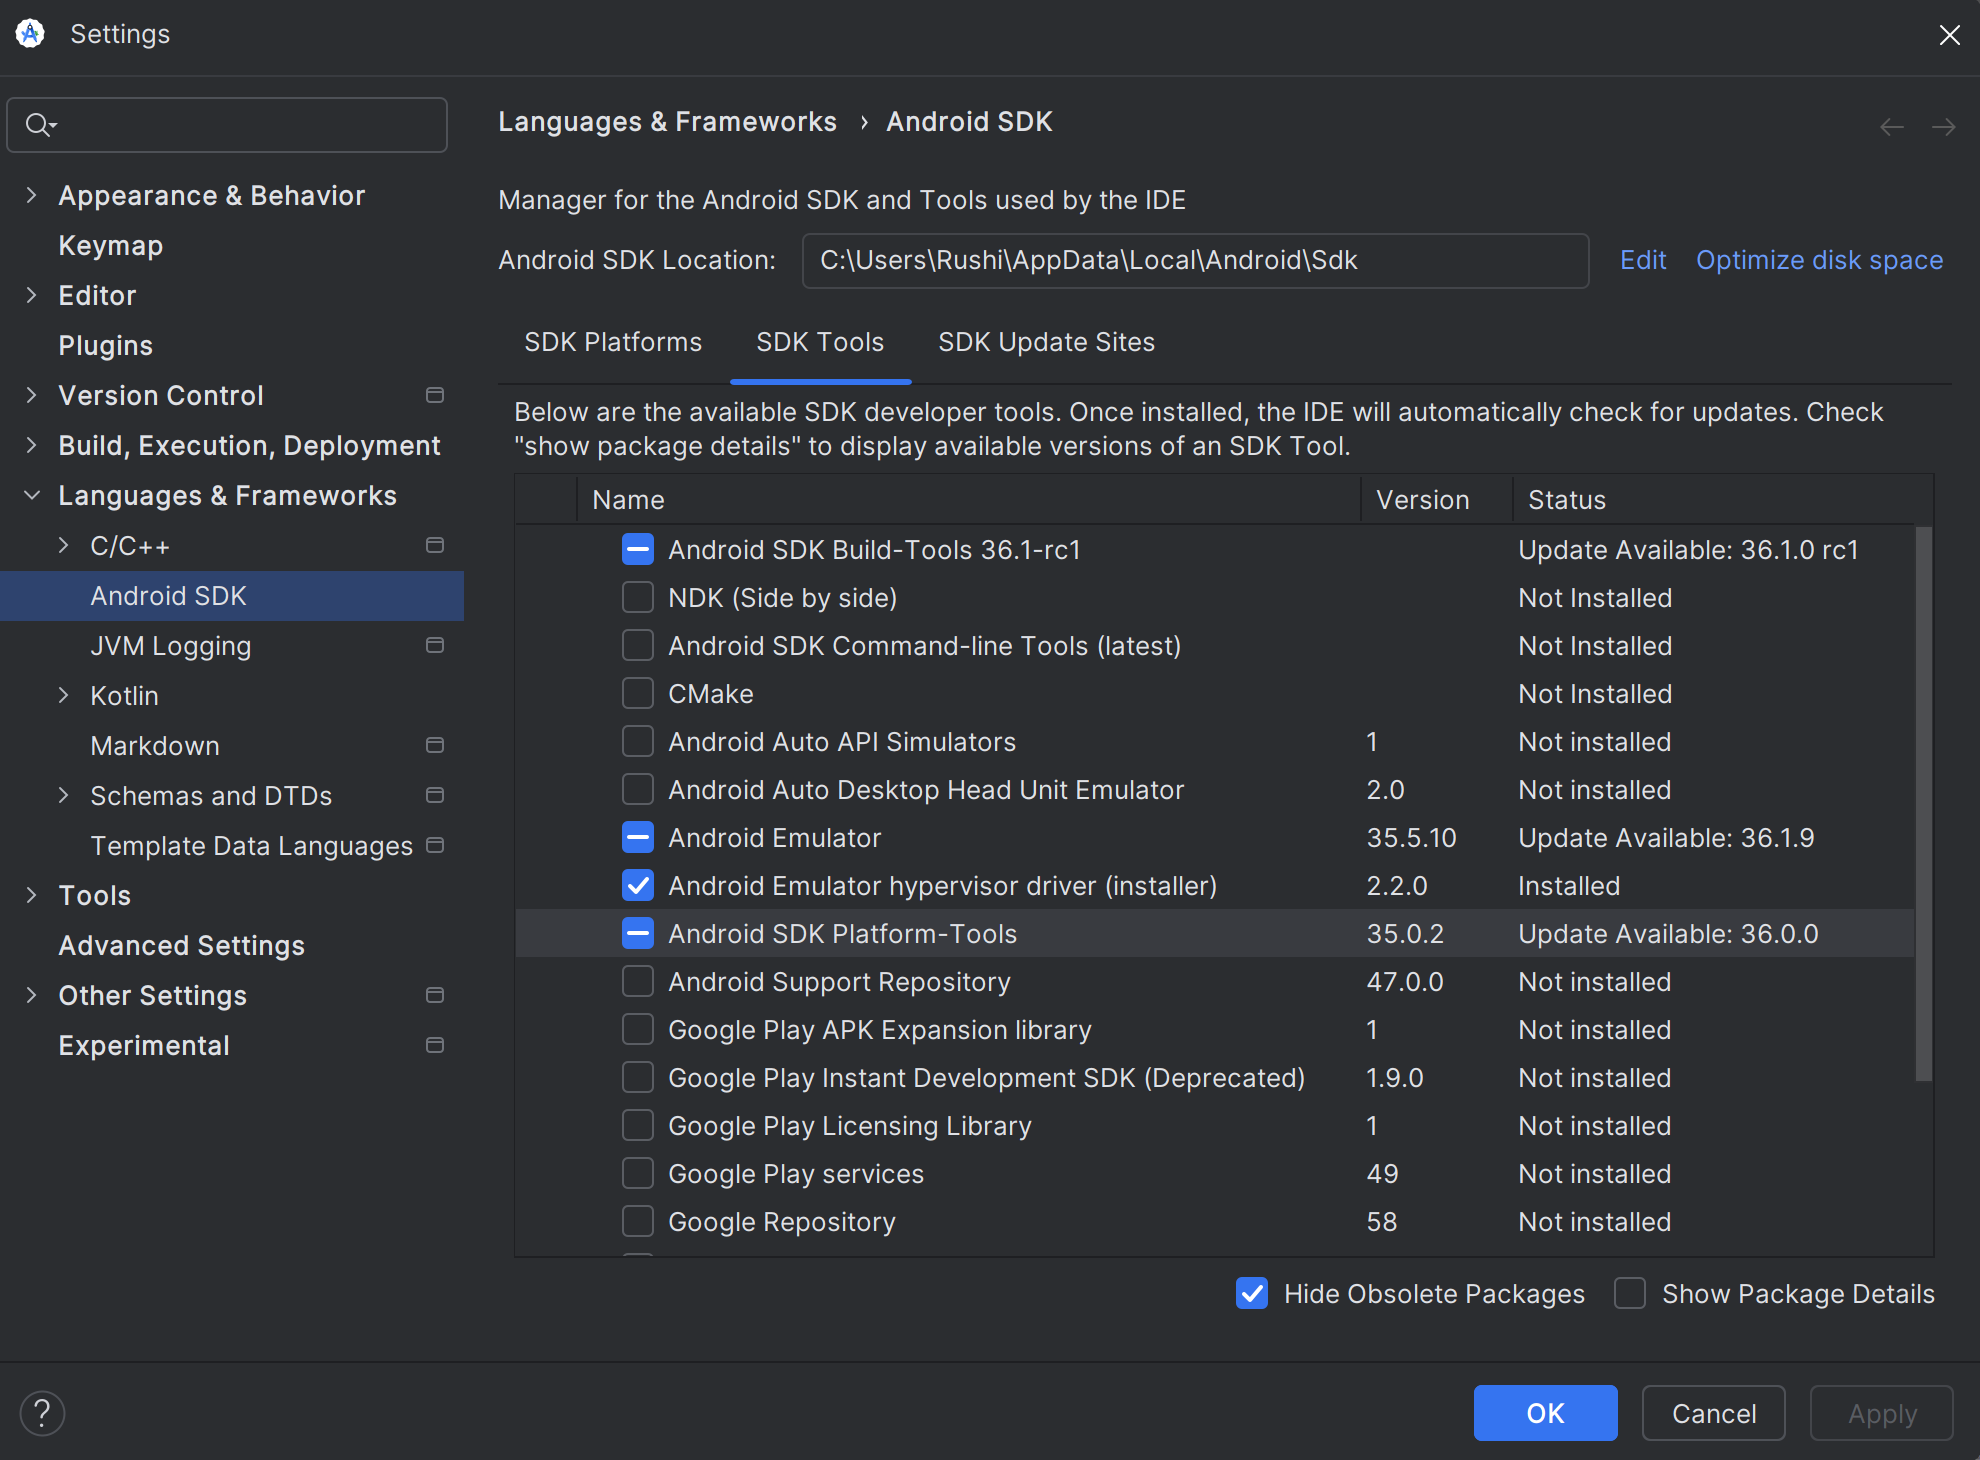 Settings
Appearance & Behavior
Keymap
Editor
Plugins
Version Control
Build, Execution, Deployment
Languages & Frameworks
C/C++
Android SDK
JVM Logging
Kotlin
Markdown
Schemas and DTDs
Template Data Languages
Tools
Advanced Settings
Other Settings
Experimental
Languages & Frameworks › Android SDK
Manager for the Android SDK and Tools used by the IDE
Android SDK Location: C:\Users\Rushi\AppData\Local\Android\Sdk Edit Optimize disk space
SDK Platforms SDK Tools SDK Update Sites
Below are the available SDK developer tools. Once installed, the IDE will automatically check for updates. Check
"show package details" to display available versions of an SDK Tool.
Name Version Status
Android SDK Build-Tools 36.1-rc1 Update Available: 36.1.0 rc1
NDK (Side by side) Not Installed
Android SDK Command-line Tools (latest) Not Installed
CMake Not Installed
Android Auto API Simulators 1 Not installed
Android Auto Desktop Head Unit Emulator 2.0 Not installed
Android Emulator 35.5.10 Update Available: 36.1.9
Android Emulator hypervisor driver (installer) 2.2.0 Installed
Android SDK Platform-Tools 35.0.2 Update Available: 36.0.0
Android Support Repository 47.0.0 Not installed
Google Play APK Expansion library 1 Not installed
Google Play Instant Development SDK (Deprecated) 1.9.0 Not installed
Google Play Licensing Library 1 Not installed
Google Play services 49 Not installed
Google Repository 58 Not installed
Hide Obsolete Packages Show Package Details
? OK Cancel Apply